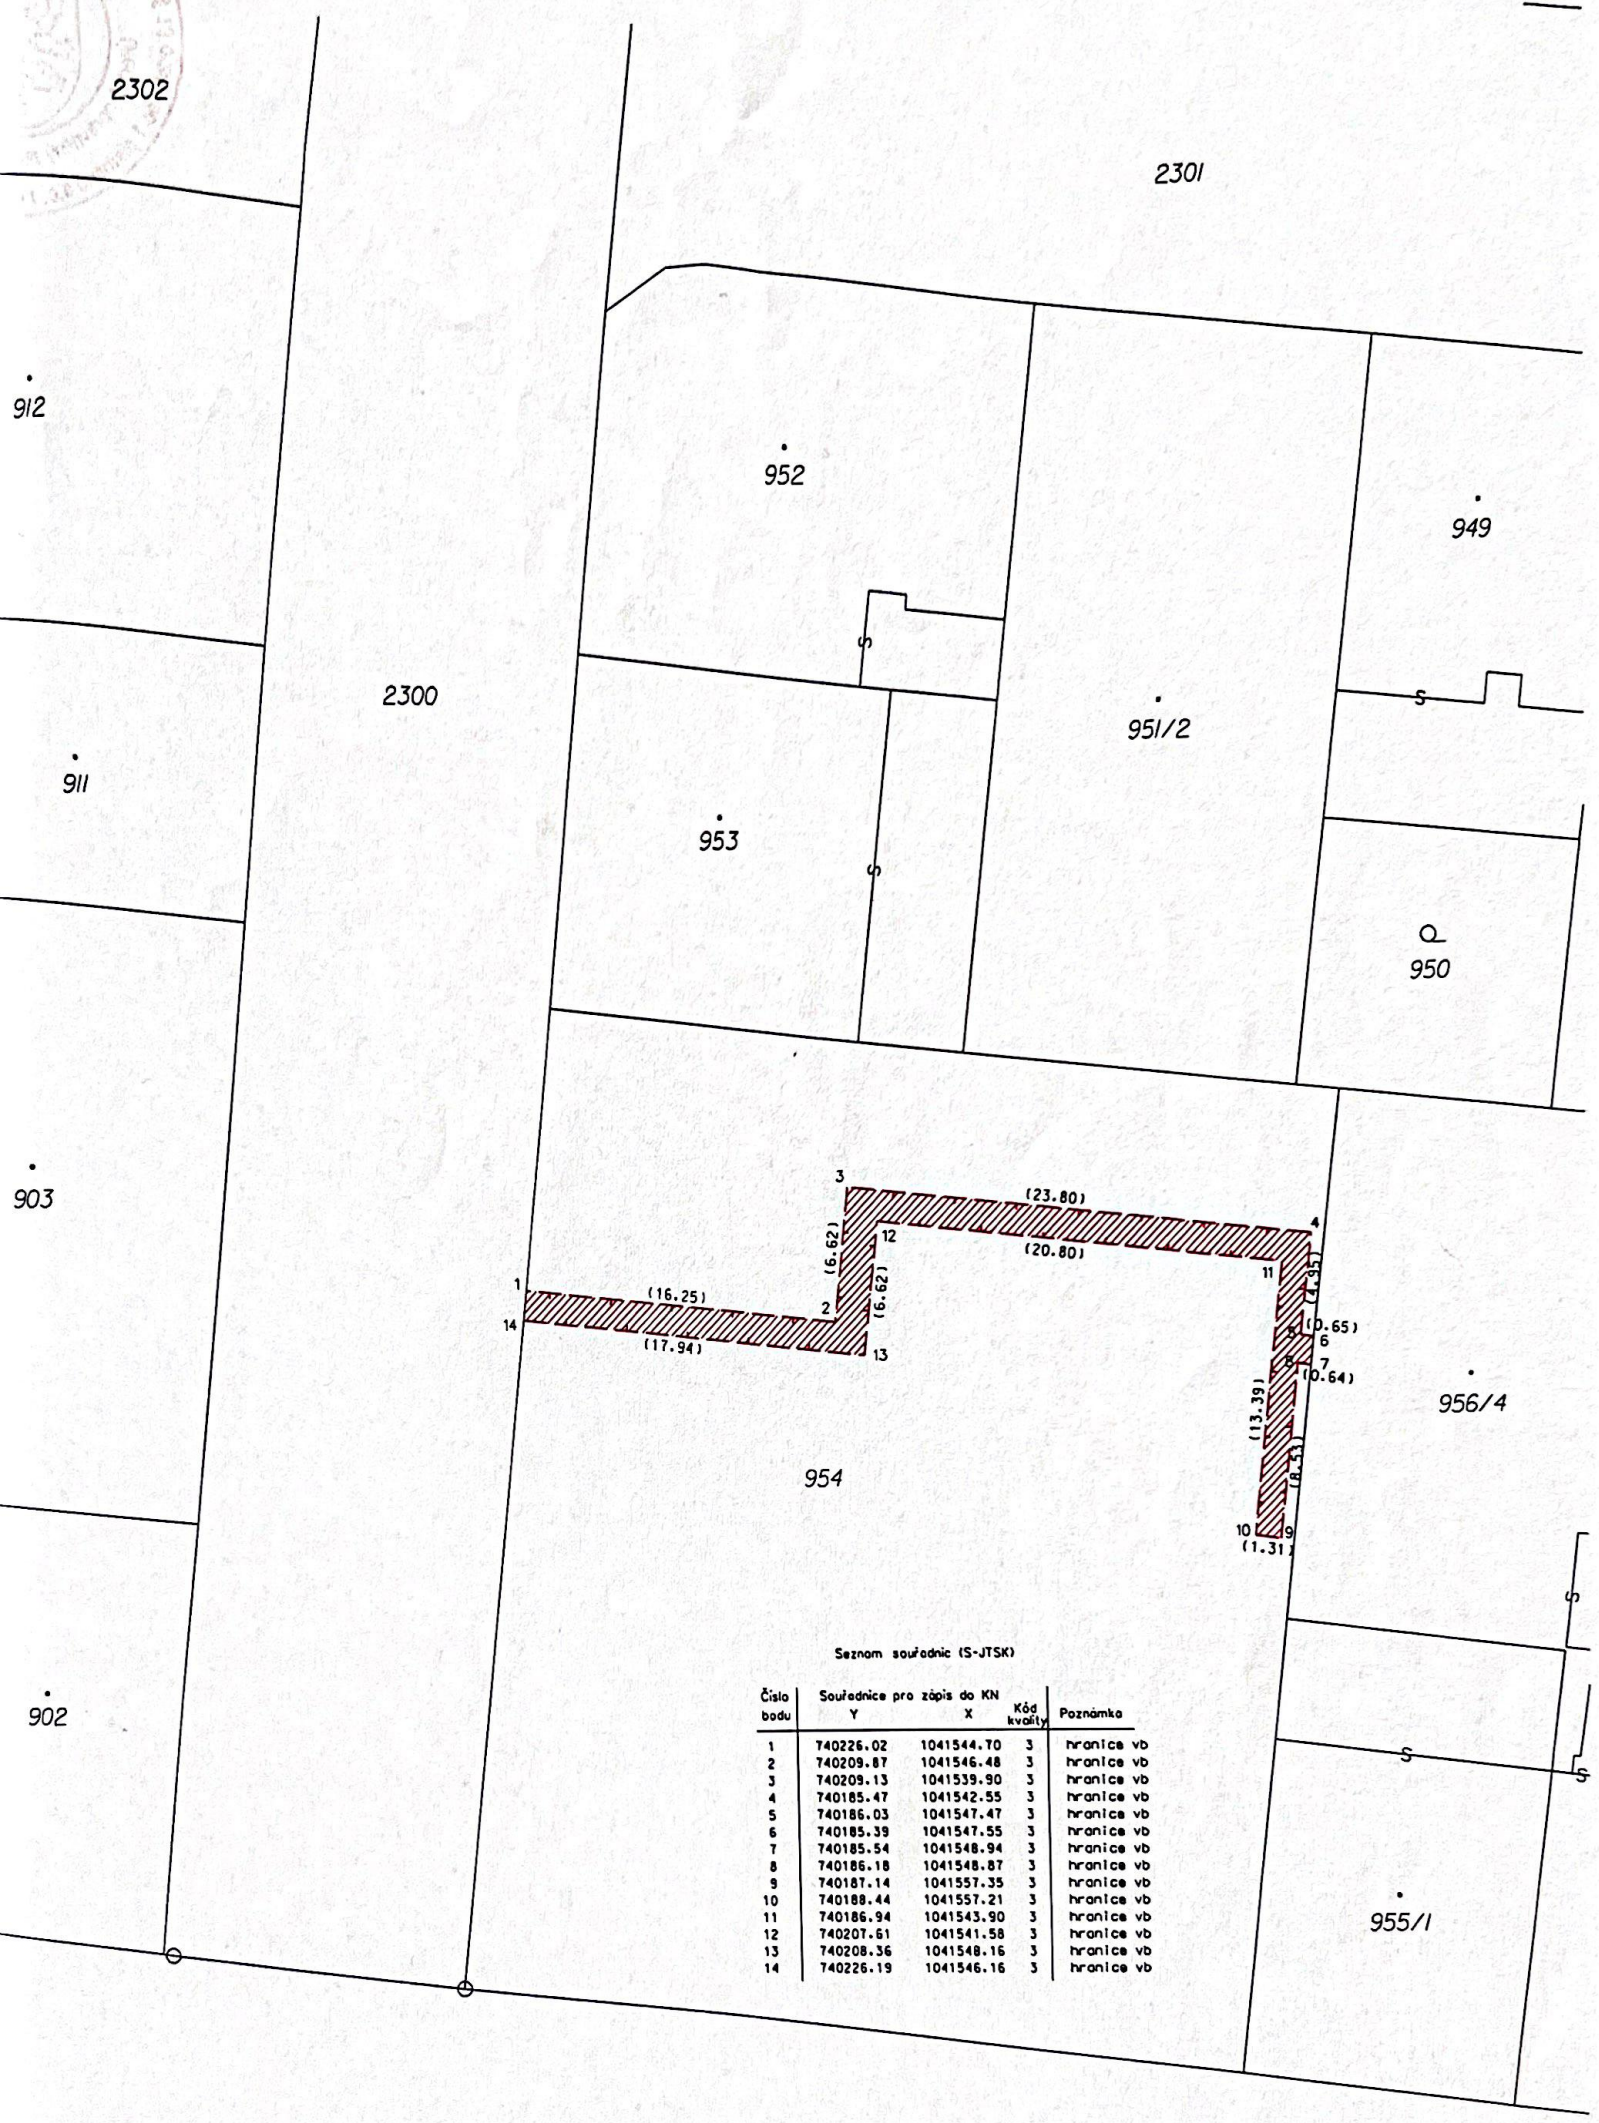 2302
2301
912
952
949
2300
951/2
911
953
950
903
3
(23.80)
4
12
(6.62)
(20.80)
11
(4.95)
(6.62)
1
(16.25)
2
14
(17.94)
13
5
(0.65)
6
8
7
(0.64)
(13.39)
956/4
954
(8.53)
10
9
(1.31)
902
955/1
Seznam souřadnic (S-JTSK)
Číslo bodu Souřadnice pro zápis do KN Y X Kód kvality Poznámka
1 740226.02 1041544.70 3 hranice vb
2 740209.87 1041546.48 3 hranice vb
3 740209.13 1041539.90 3 hranice vb
4 740185.47 1041542.55 3 hranice vb
5 740186.03 1041547.47 3 hranice vb
6 740185.39 1041547.55 3 hranice vb
7 740185.54 1041548.94 3 hranice vb
8 740186.18 1041548.87 3 hranice vb
9 740187.14 1041557.35 3 hranice vb
10 740188.44 1041557.21 3 hranice vb
11 740186.94 1041543.90 3 hranice vb
12 740207.61 1041541.58 3 hranice vb
13 740208.36 1041548.16 3 hranice vb
14 740226.19 1041546.16 3 hranice vb